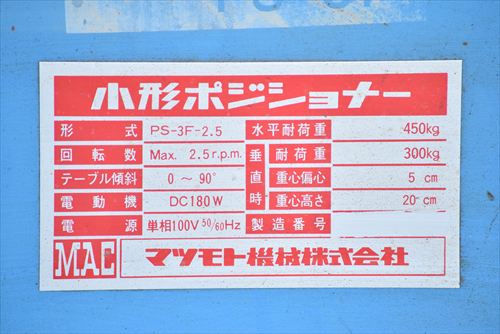 小形ポジショナー
形式 PS-3F-2.5 水平耐荷重 450kg
回転数 Max. 2.5r.p.m. 垂直時 耐荷重 300kg
テーブル傾斜 0～90° 重心偏心 5 cm
電動機 DC180W 重心高さ 20 cm
電源 単相100V 50/60Hz 製造番号
MAC マツモト機械株式会社